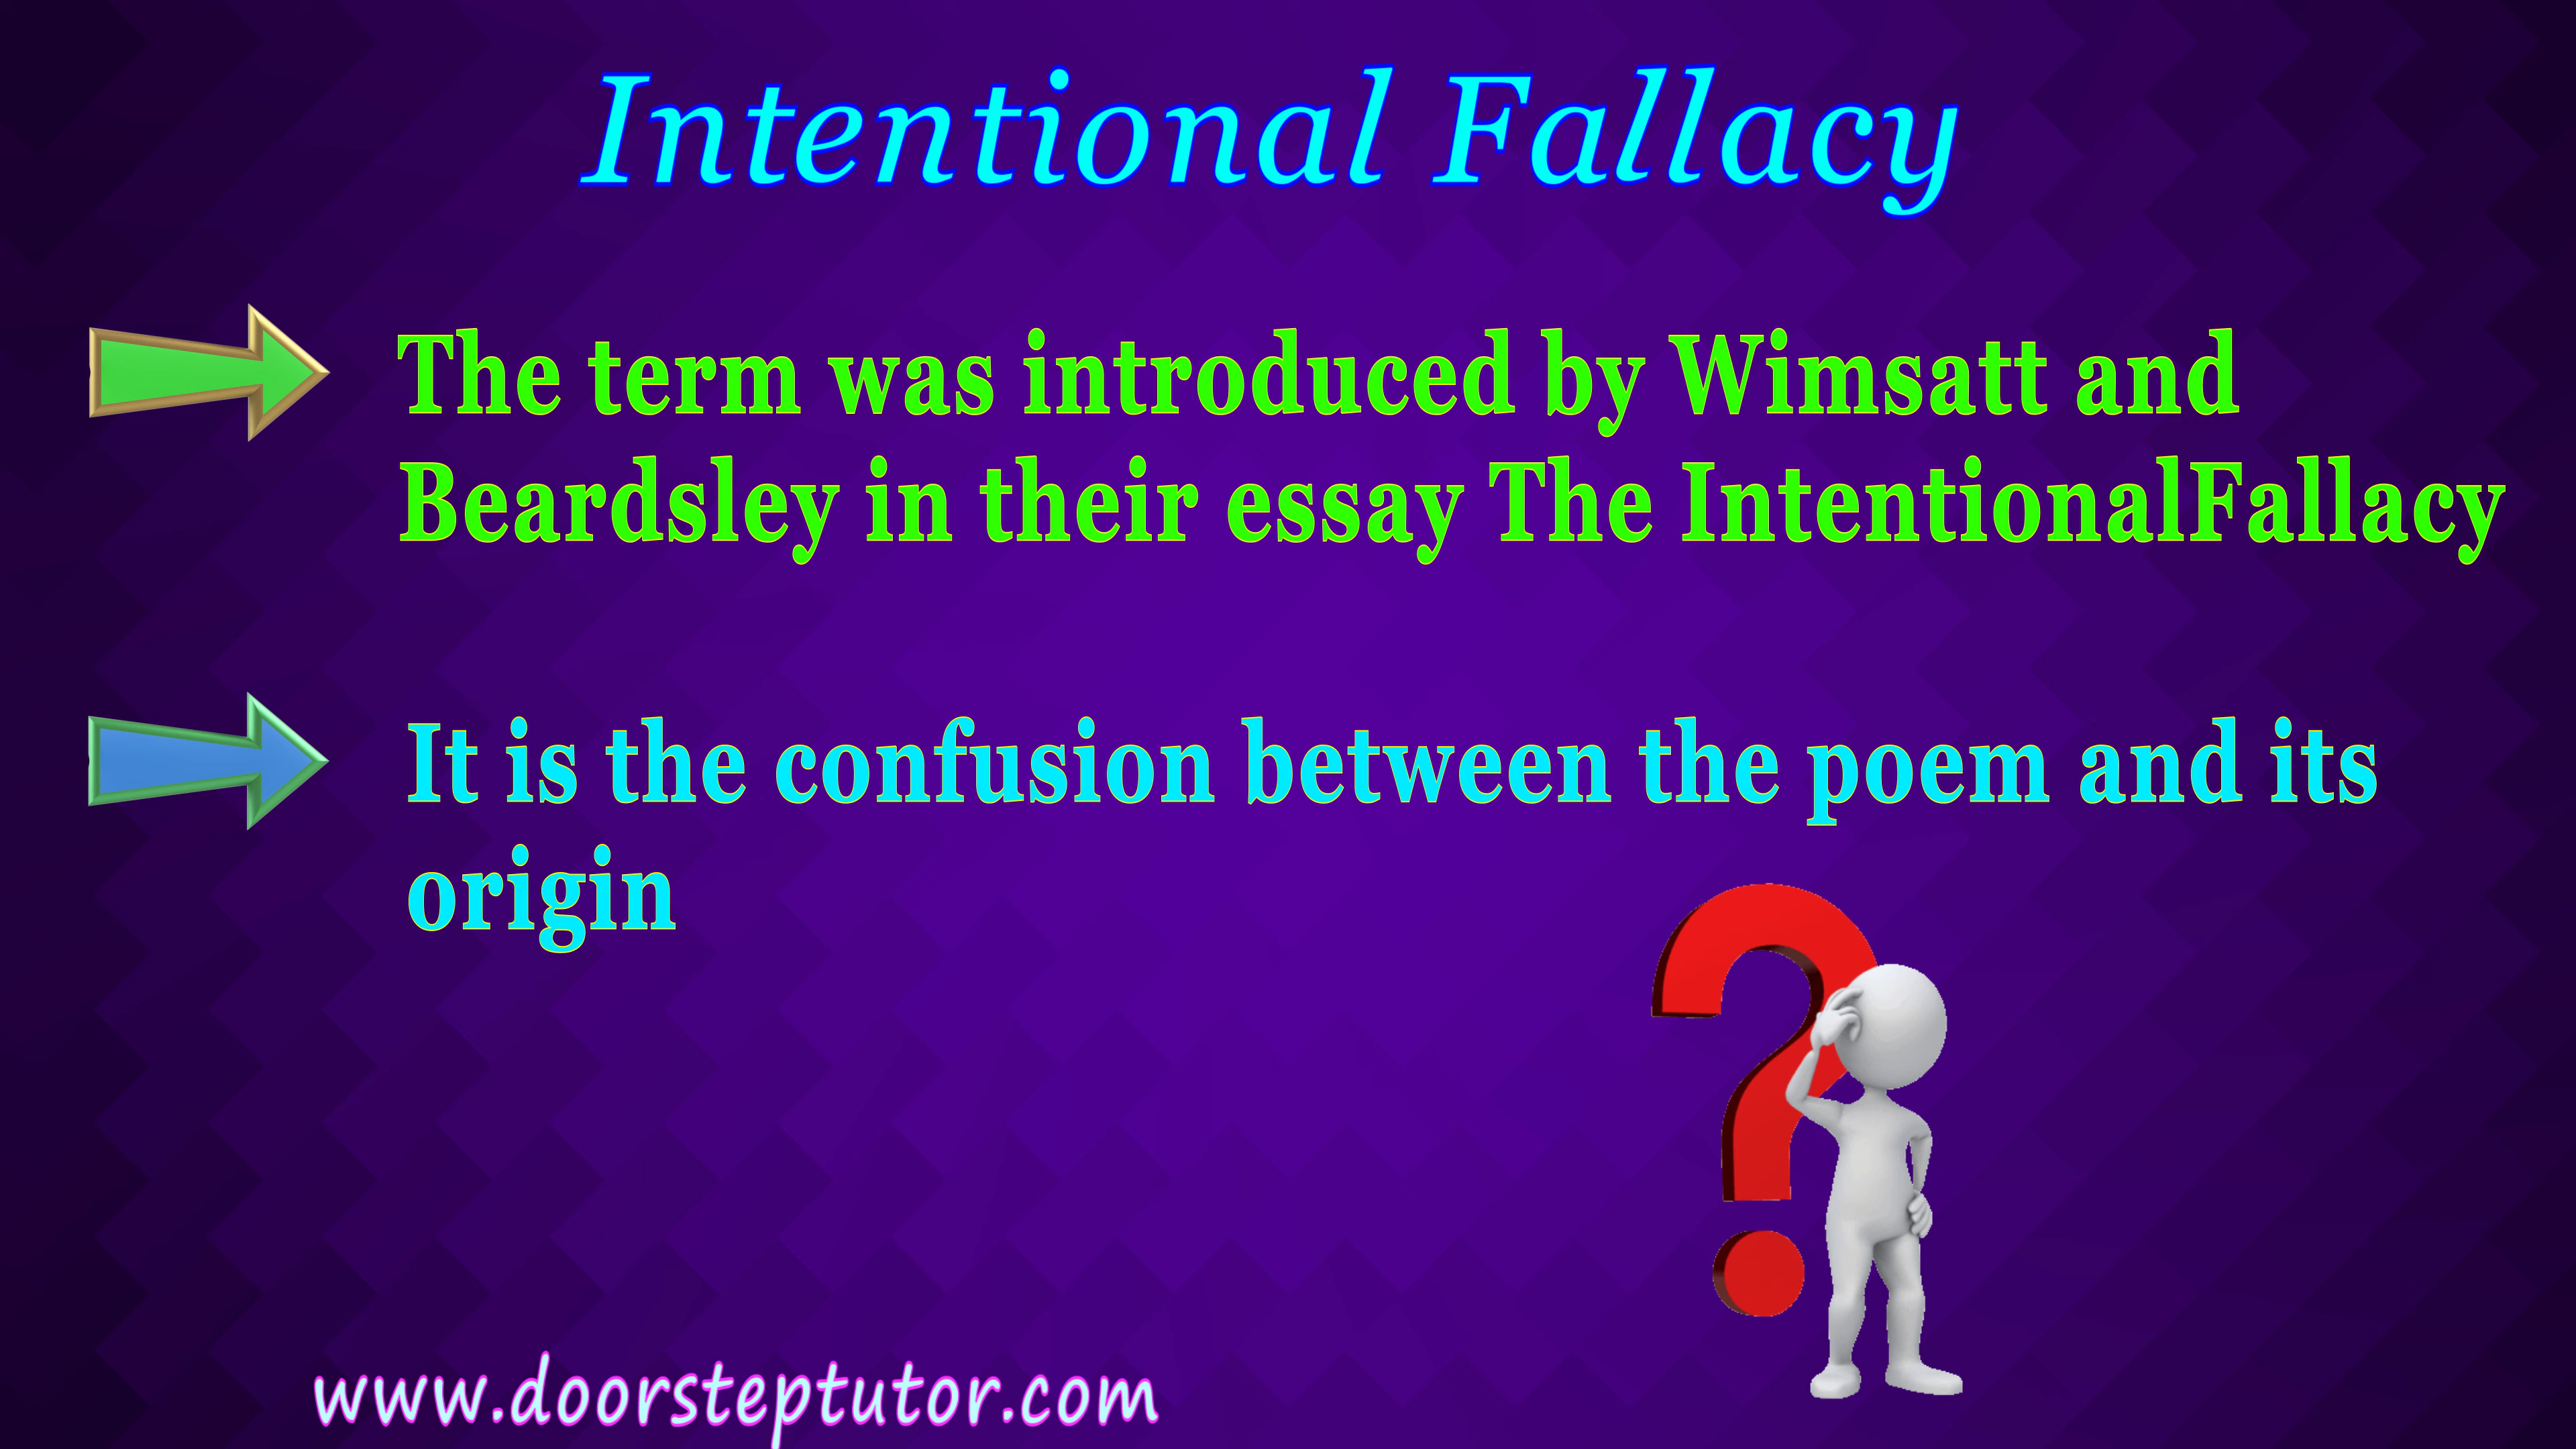 Intentional Fallacy
The term was introduced by Wimsatt and
Beardsley in their essay The IntentionalFallacy
It is the confusion between the poem and its
origin
www.doorsteptutor.com